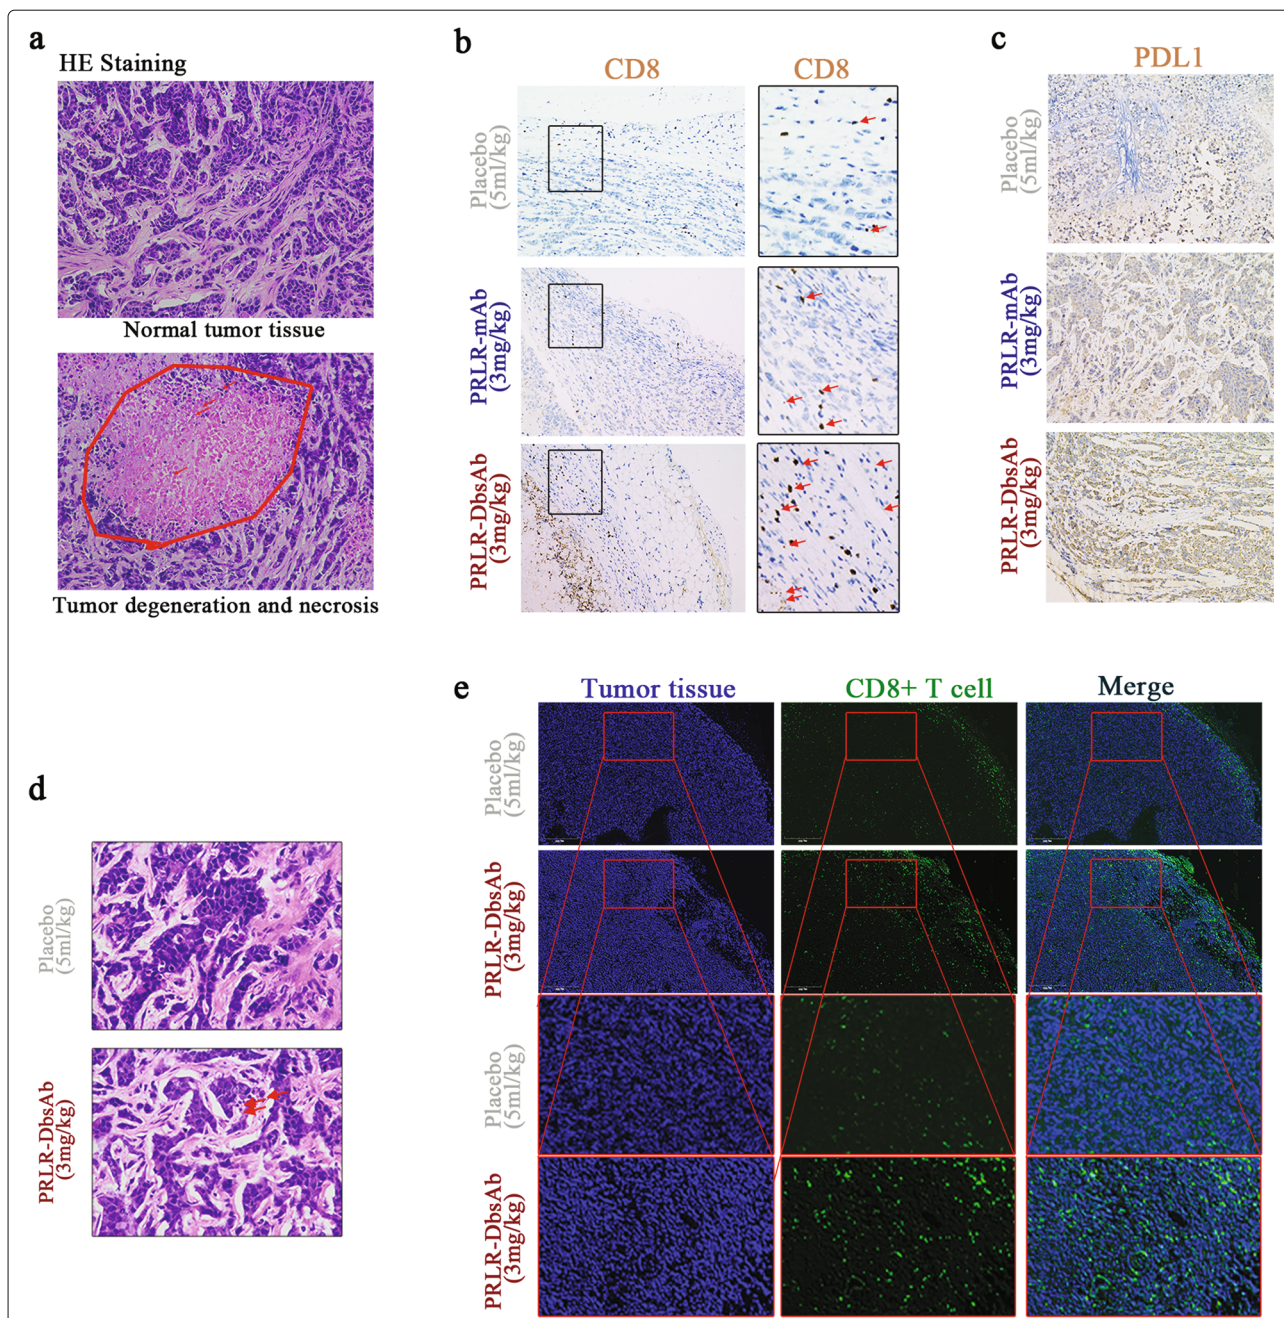 a
HE Staining
Normal tumor tissue
Tumor degeneration and necrosis
b
CD8
CD8
Placebo
(5ml/kg)
PRLR-mAb
(3mg/kg)
PRLR-DbsAb
(3mg/kg)
c
PDL1
Placebo
(5ml/kg)
PRLR-mAb
(3mg/kg)
PRLR-DbsAb
(3mg/kg)
d
Placebo
(5ml/kg)
PRLR-DbsAb
(3mg/kg)
e
Tumor tissue
CD8+ T cell
Merge
Placebo
(5ml/kg)
PRLR-DbsAb
(3mg/kg)
Placebo
(5ml/kg)
PRLR-DbsAb
(3mg/kg)